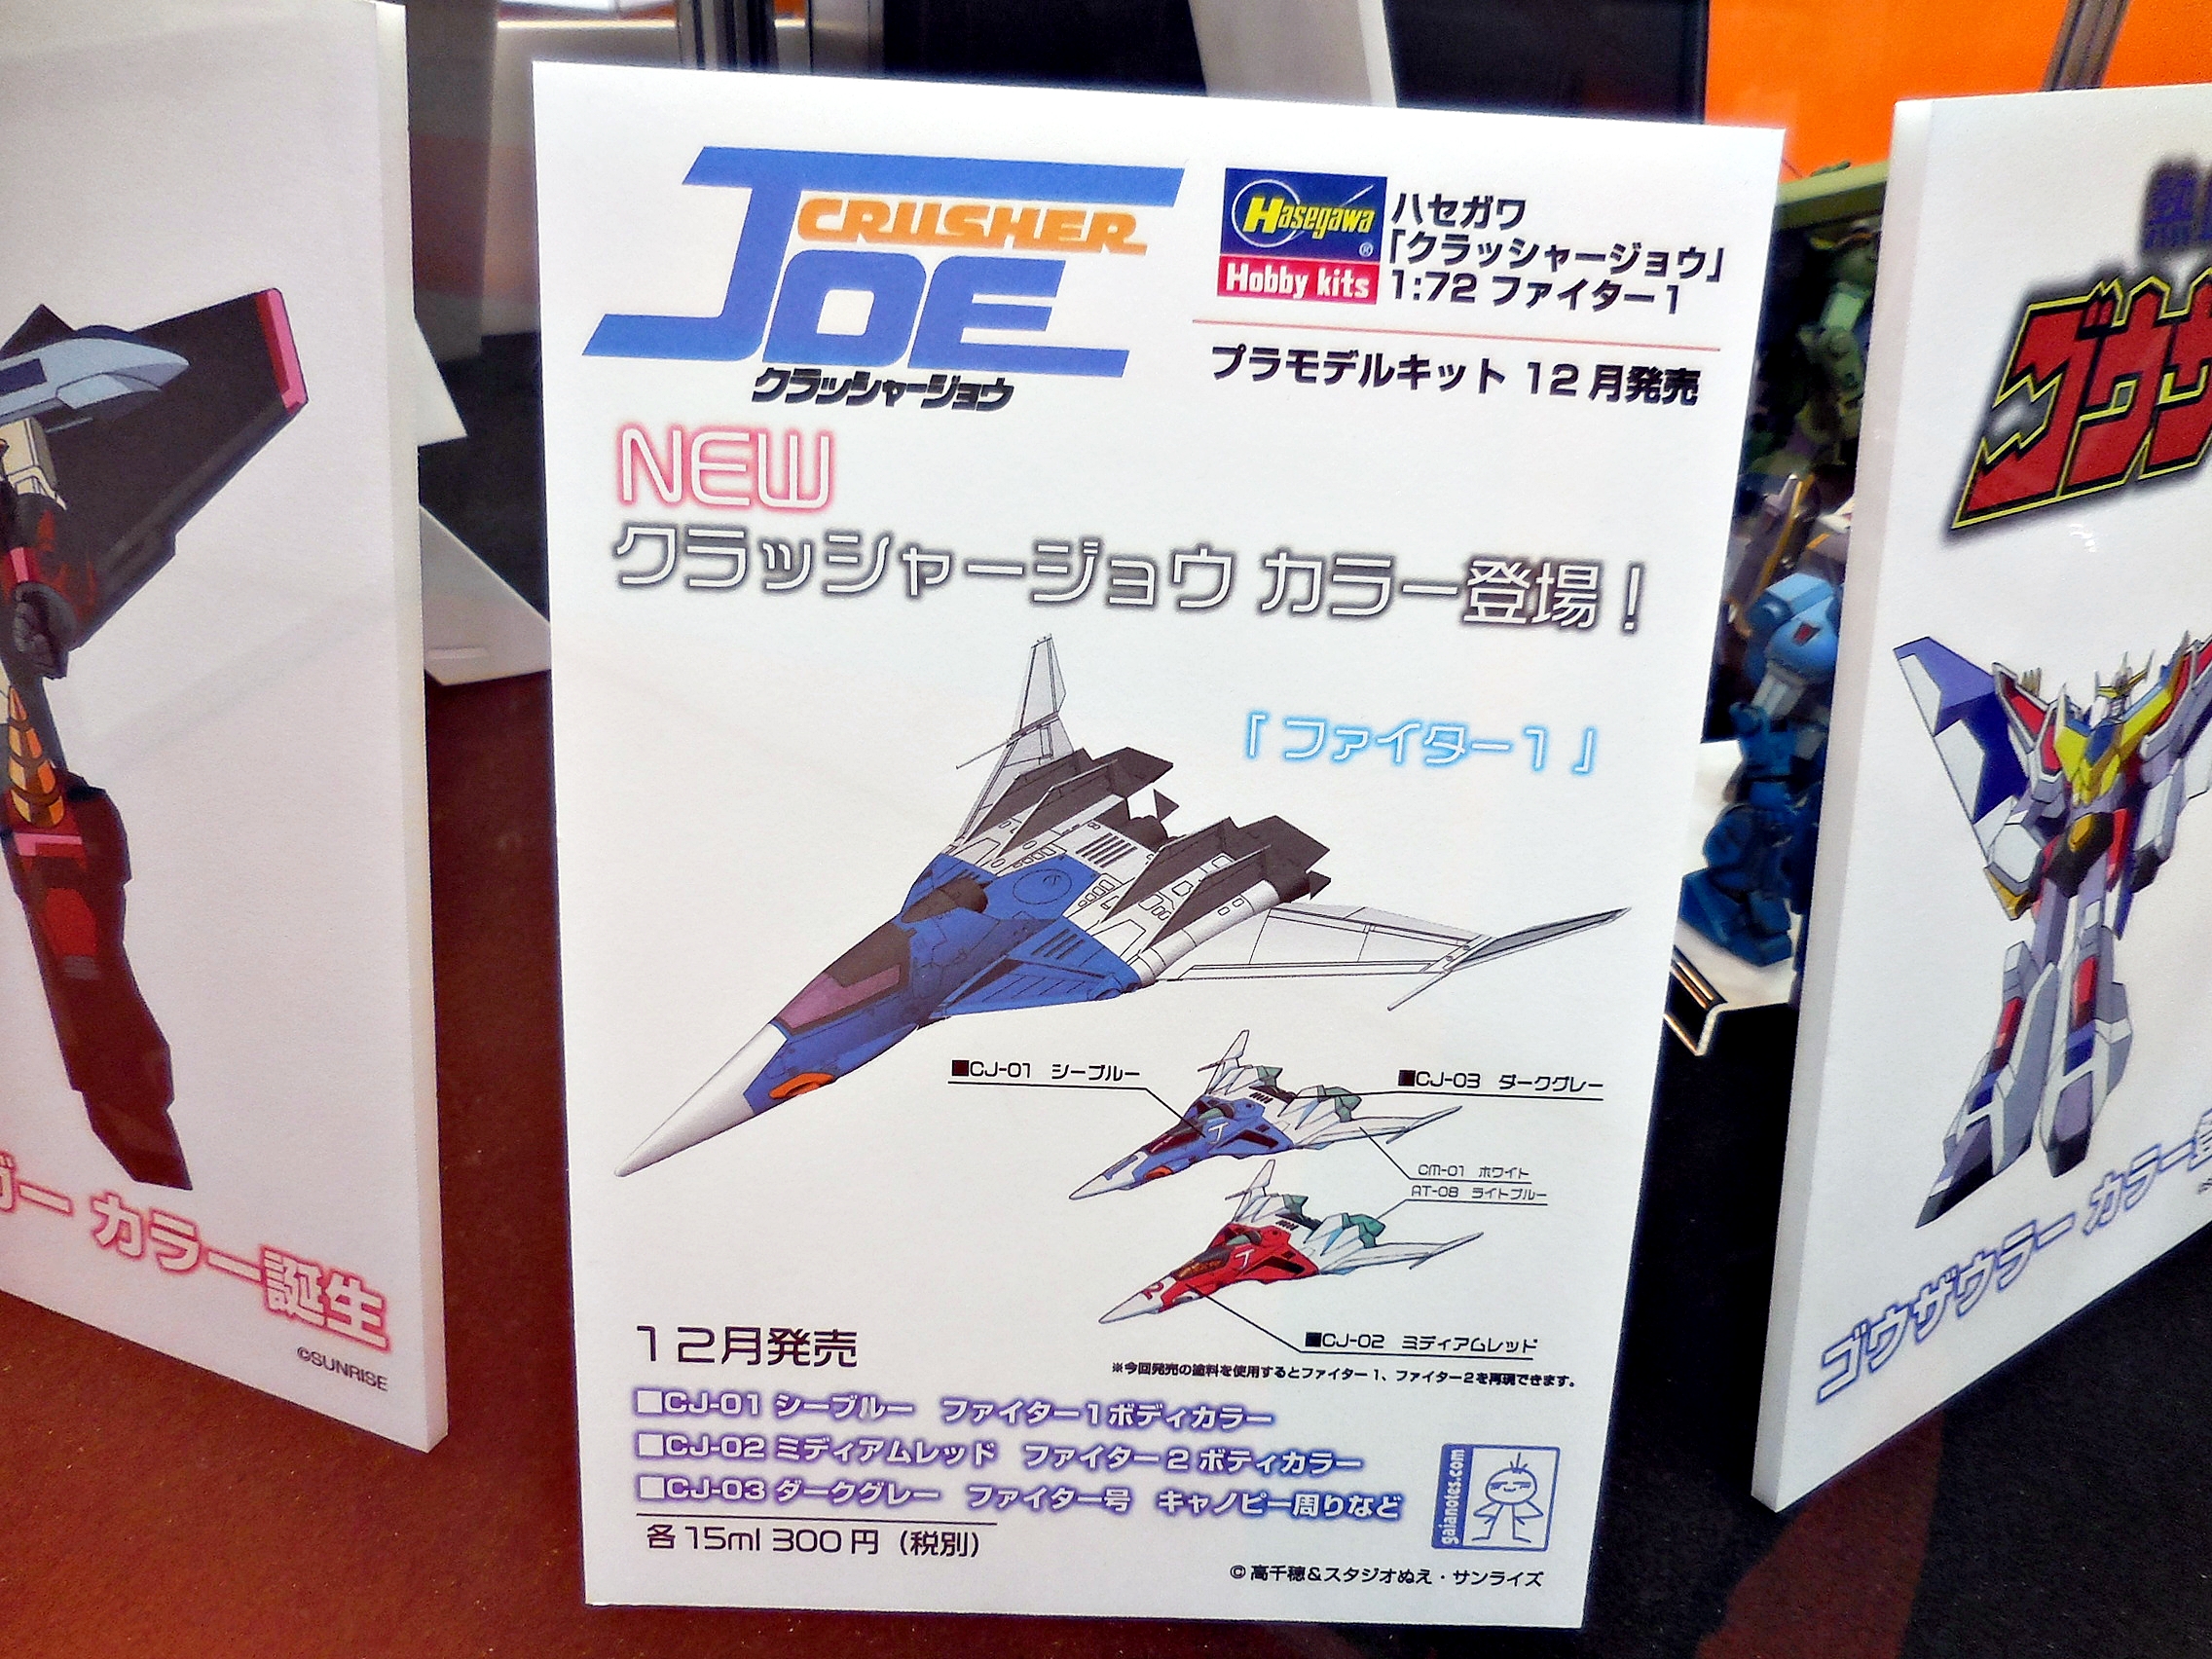 CRUSHER
JOE
クラッシャージョウ
Hasegawa
Hobby kits
ハセガワ
「クラッシャージョウ」
1:72 ファイター1
プラモデルキット 12月発売
NEW
クラッシャージョウ カラー登場！
「ファイター1」
■CJ-01 シーブルー
■CJ-03 ダークグレー
CM-01 ホワイト
AT-08 ライトブルー
■CJ-02 ミディアムレッド
※今回発売の塗料を使用するとファイター1、ファイター2を再現できます。
12月発売
■CJ-01 シーブルー ファイター1ボディカラー
■CJ-02 ミディアムレッド ファイター2 ボティカラー
■CJ-03 ダークグレー ファイター号 キャノピー周りなど
各15ml 300円（税別）
gaianotes.com
©高千穂&スタジオぬえ・サンライズ
ガー カラー誕生
©SUNRISE
ゴウザ
ゴウザウラー カラー